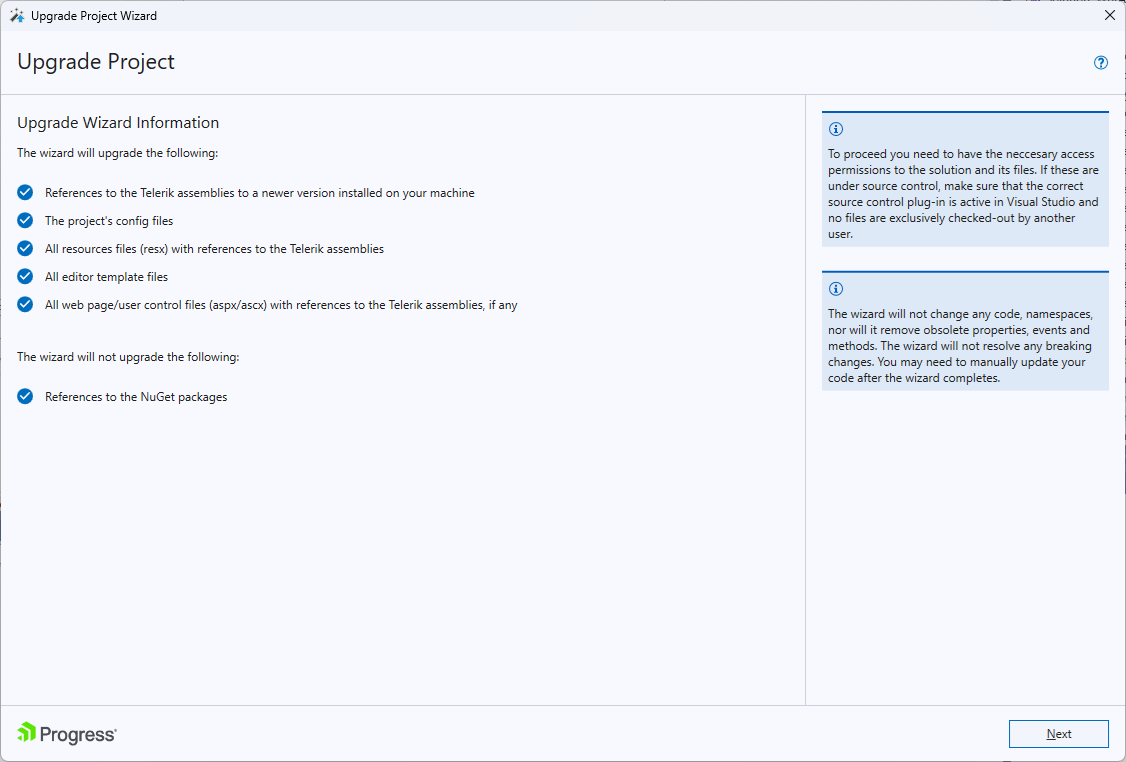 Upgrade Project Wizard
Upgrade Project
Upgrade Wizard Information
The wizard will upgrade the following:
References to the Telerik assemblies to a newer version installed on your machine
The project's config files
All resources files (resx) with references to the Telerik assemblies
All editor template files
All web page/user control files (aspx/ascx) with references to the Telerik assemblies, if any
The wizard will not upgrade the following:
References to the NuGet packages
To proceed you need to have the neccesary access
permissions to the solution and its files. If these are
under source control, make sure that the correct
source control plug-in is active in Visual Studio and
no files are exclusively checked-out by another
user.
The wizard will not change any code, namespaces,
nor will it remove obsolete properties, events and
methods. The wizard will not resolve any breaking
changes. You may need to manually update your
code after the wizard completes.
Progress
Next